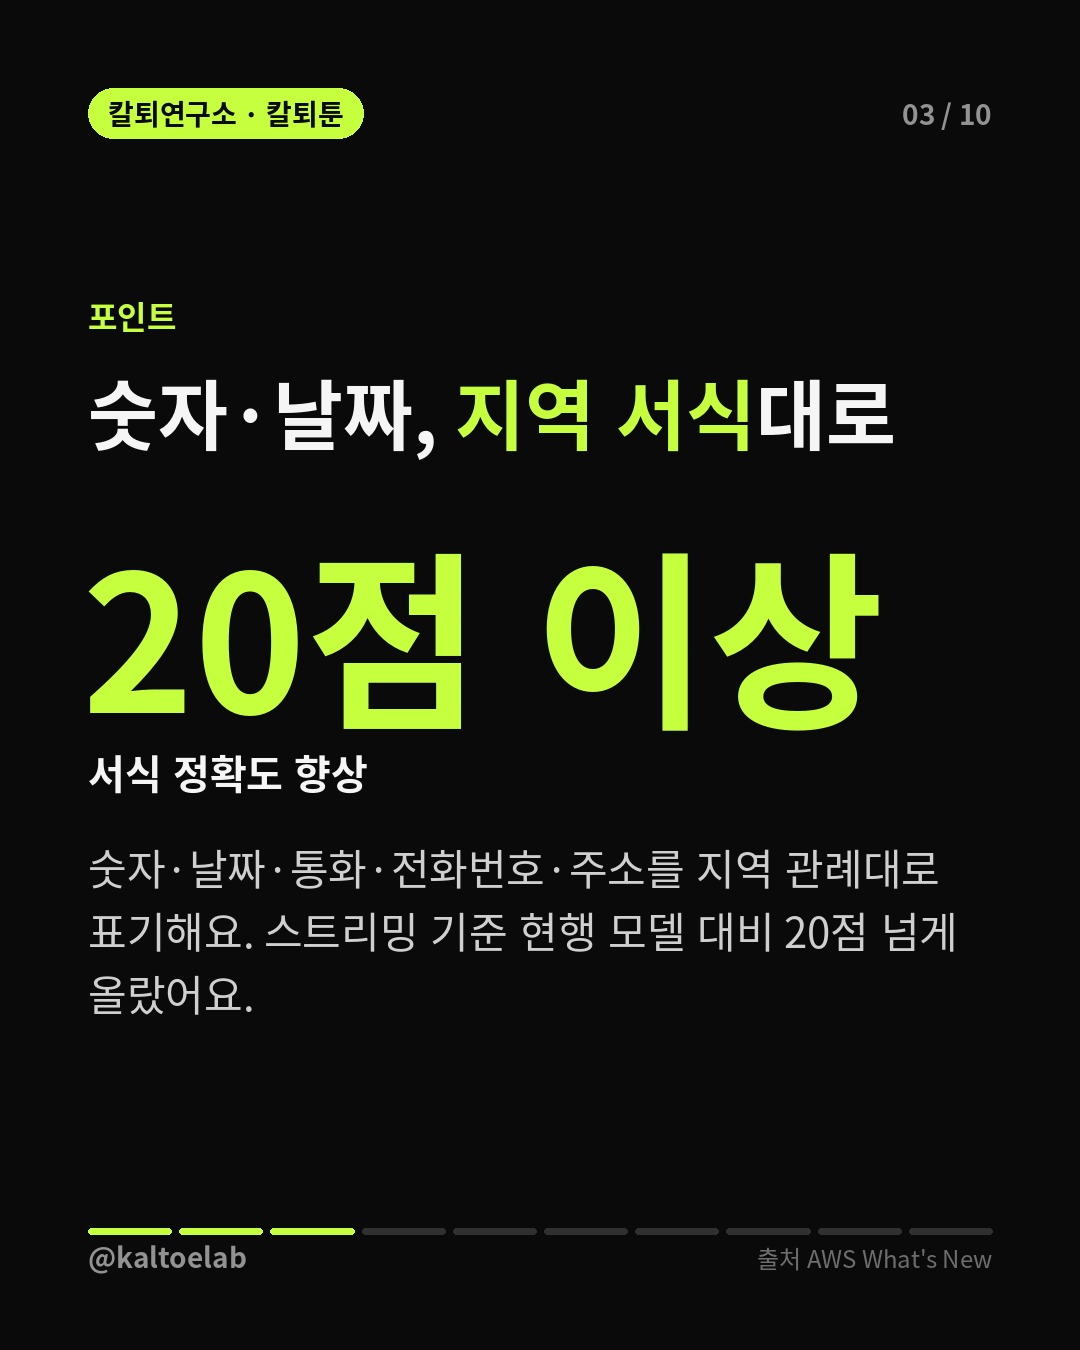 칼퇴연구소 · 칼퇴툰
03 / 10
포인트
숫자·날짜, 지역 서식대로
20점 이상
서식 정확도 향상
숫자·날짜·통화·전화번호·주소를 지역 관례대로
표기해요. 스트리밍 기준 현행 모델 대비 20점 넘게
올랐어요.
@kaltoelab
출처 AWS What's New